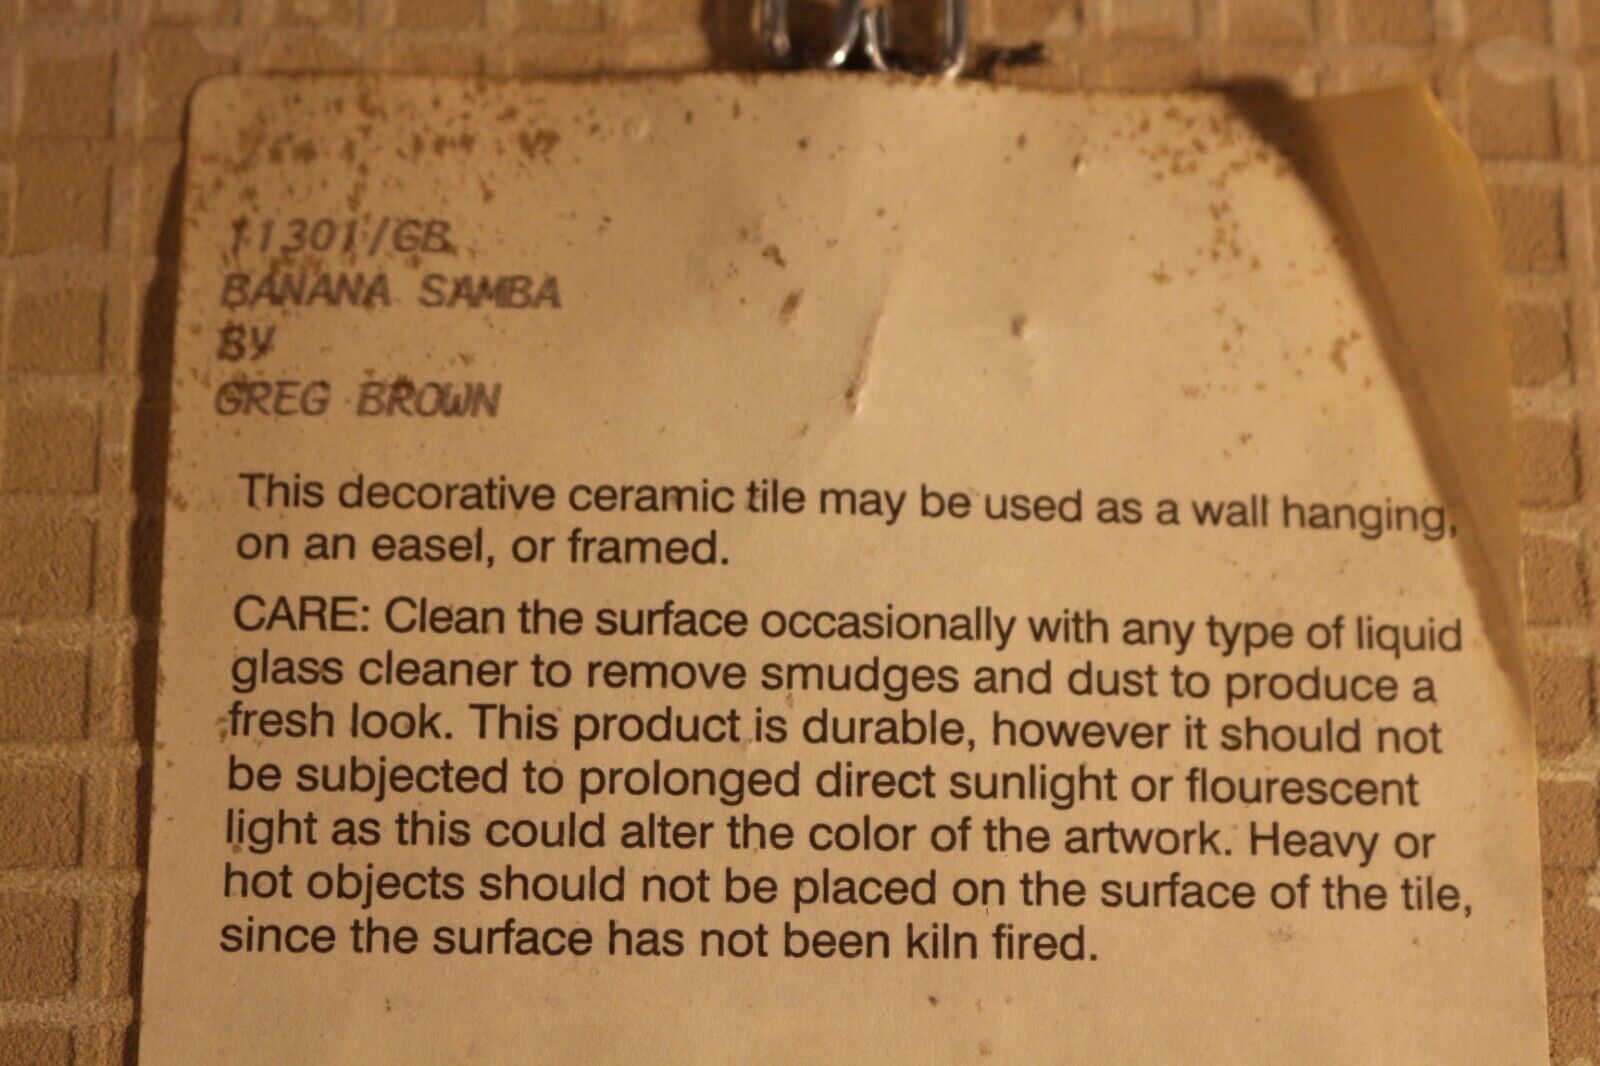 11301/GB
BANANA SAMBA
BY
GREG BROWN
This decorative ceramic tile may be used as a wall hanging,
on an easel, or framed.
CARE: Clean the surface occasionally with any type of liquid
glass cleaner to remove smudges and dust to produce a
fresh look. This product is durable, however it should not
be subjected to prolonged direct sunlight or flourescent
light as this could alter the color of the artwork. Heavy or
hot objects should not be placed on the surface of the tile,
since the surface has not been kiln fired.